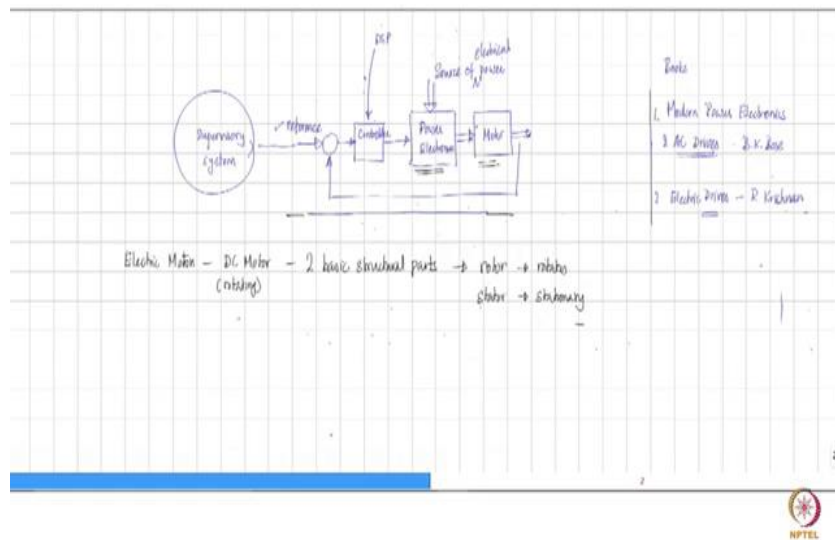 DSP
electrical
Source of power
Supervisory
system
reference
Controller
Power
Electronics
Motor
Books
1. Modern Power Electronics
& AC Drives - B.K. Bose
2. Electric Drives - R. Krishnan
Electric Motor - DC Motor - 2 basic structural parts → rotor → rotates
(rotating)
stator → stationary
2
NPTEL